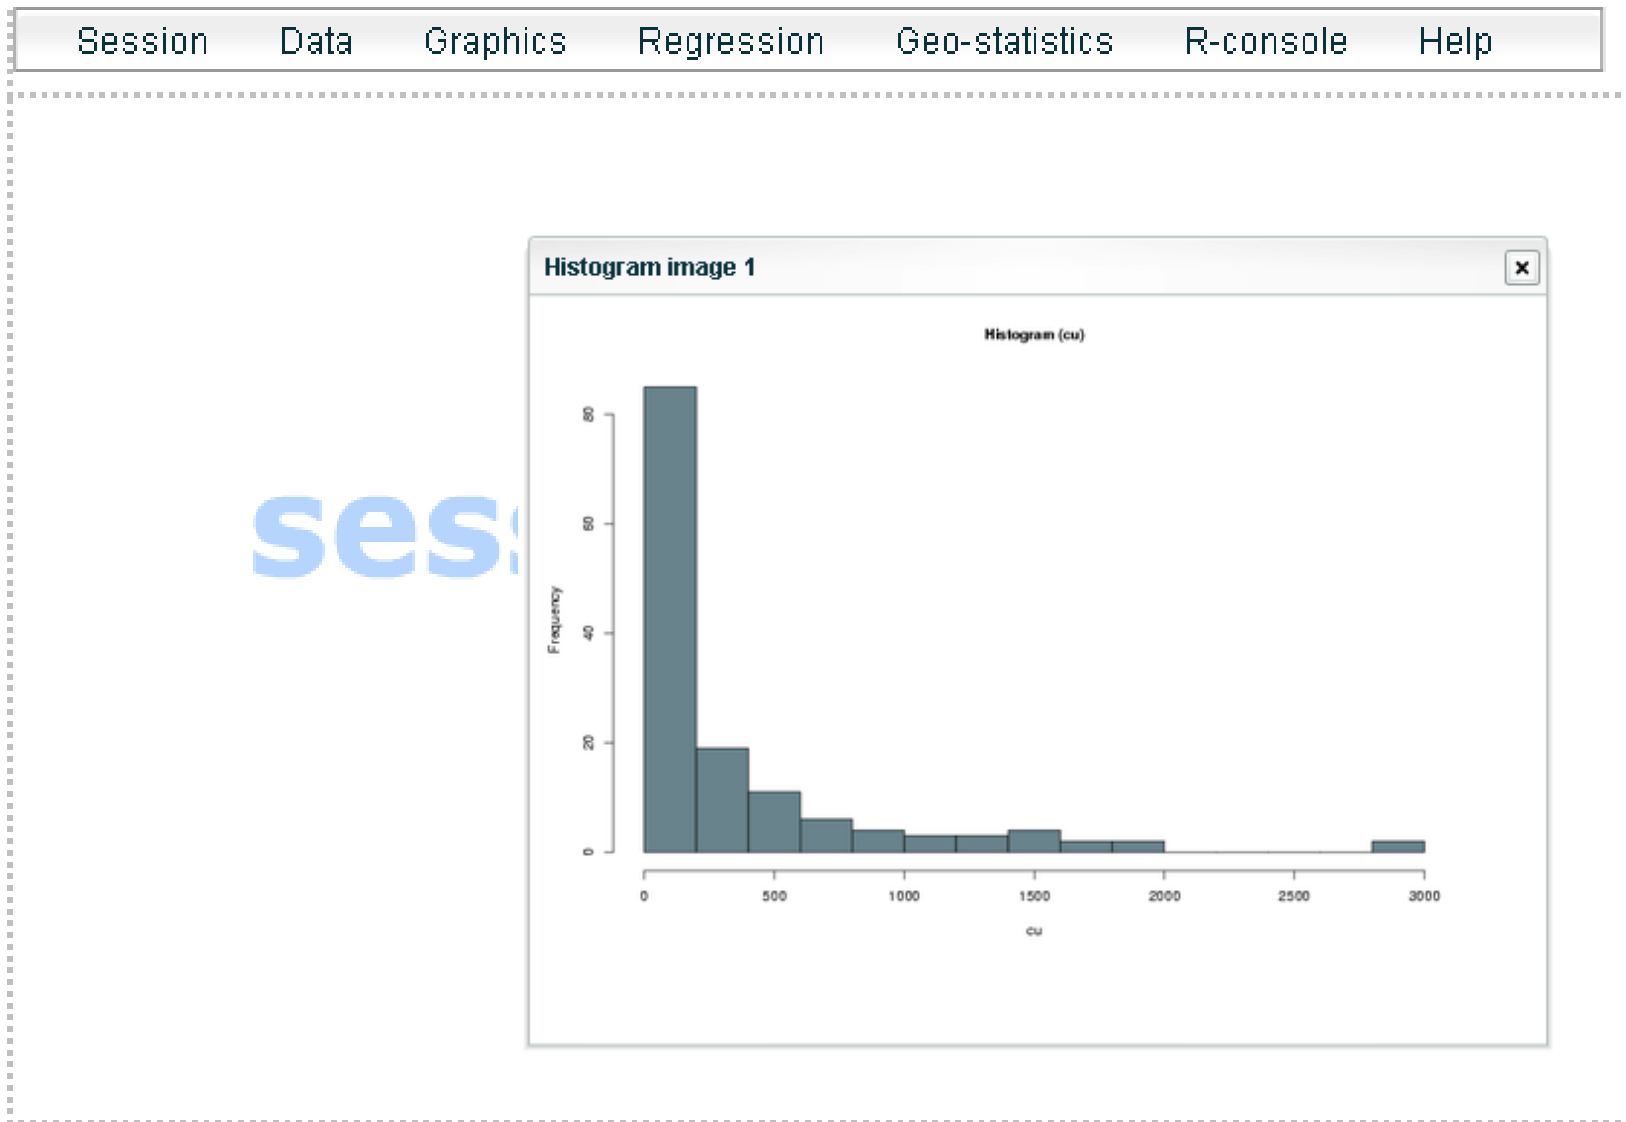 Session Data Graphics Regression Geo-statistics R-console Help
Histogram image 1
Histogram (cu)
80
60
40
20
0
Frequency
0 500 1000 1500 2000 2500 3000
cu